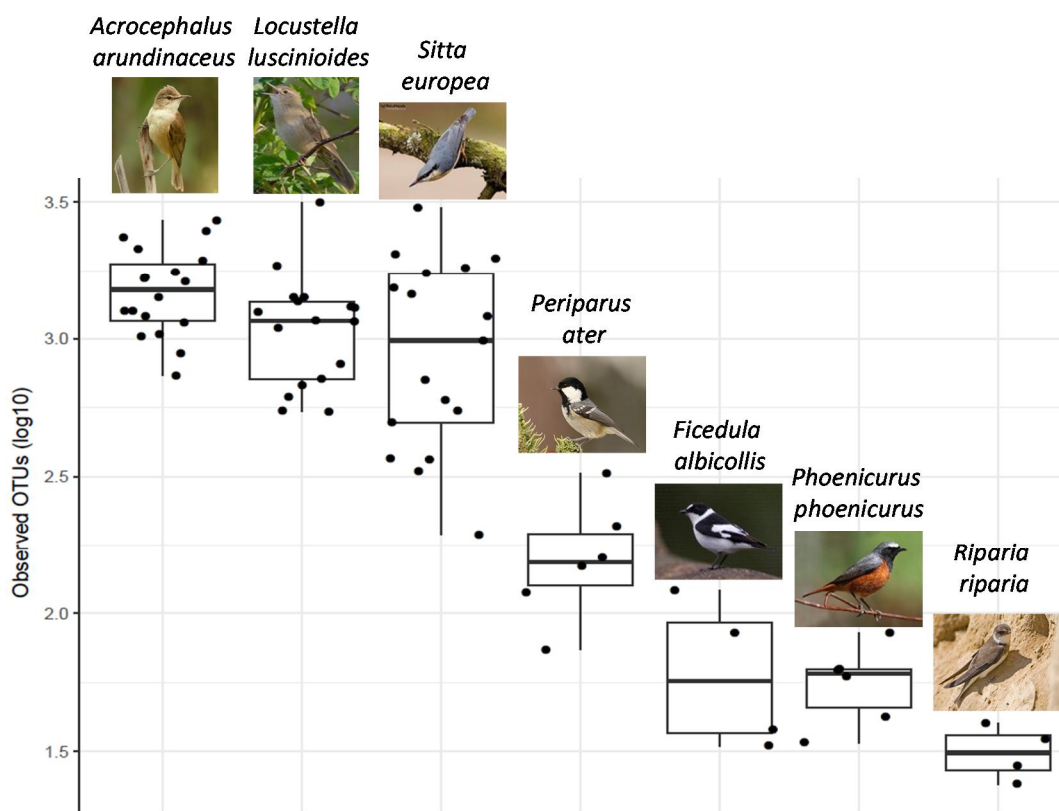 Acrocephalus
arundinaceus
Locustella
luscinioides
Sitta
europea
Periparus
ater
Ficedula
albicollis
Phoenicurus
phoenicurus
Riparia
riparia
Observed OTUs (log10)
3.5
3.0
2.5
2.0
1.5